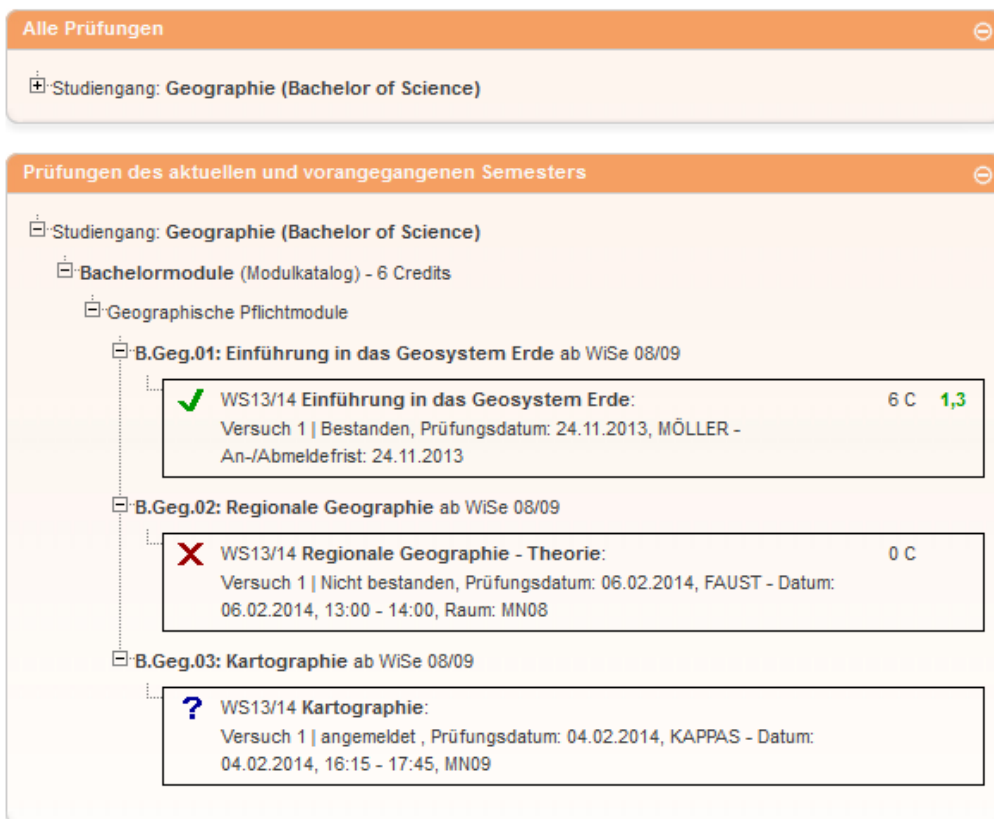 Alle Prüfungen
Studiengang: Geographie (Bachelor of Science)
Prüfungen des aktuellen und vorangegangenen Semesters
Studiengang: Geographie (Bachelor of Science)
Bachelormodule (Modulkatalog) - 6 Credits
Geographische Pflichtmodule
B.Geg.01: Einführung in das Geosystem Erde ab WiSe 08/09
WS13/14 Einführung in das Geosystem Erde: 6 C 1,3
Versuch 1 | Bestanden, Prüfungsdatum: 24.11.2013, MÖLLER -
An-/Abmeldefrist: 24.11.2013
B.Geg.02: Regionale Geographie ab WiSe 08/09
WS13/14 Regionale Geographie - Theorie: 0 C
Versuch 1 | Nicht bestanden, Prüfungsdatum: 06.02.2014, FAUST - Datum:
06.02.2014, 13:00 - 14:00, Raum: MN08
B.Geg.03: Kartographie ab WiSe 08/09
? WS13/14 Kartographie:
Versuch 1 | angemeldet , Prüfungsdatum: 04.02.2014, KAPPAS - Datum:
04.02.2014, 16:15 - 17:45, MN09